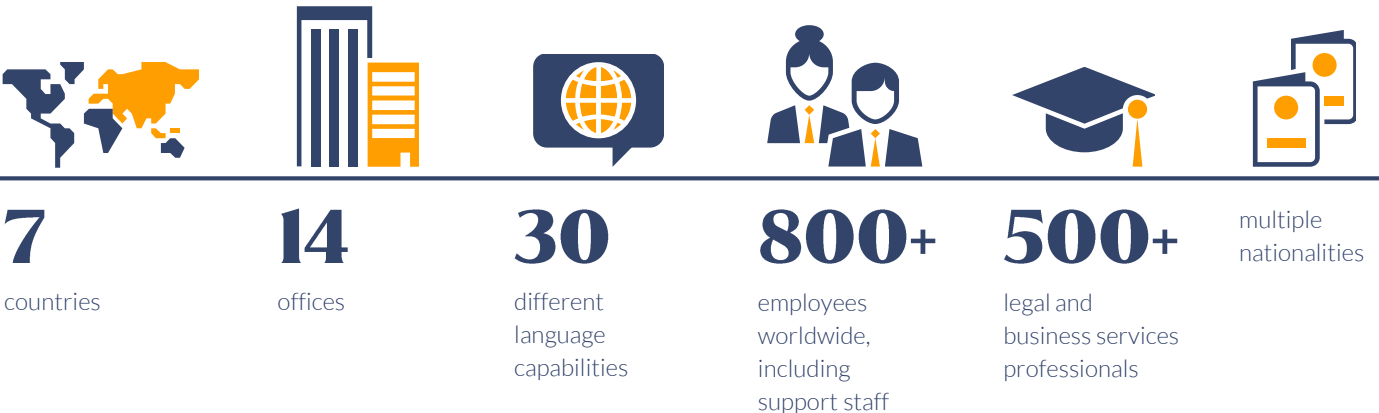 7
countries
14
offices
30
different
language
capabilities
800+
employees
worldwide,
including
support staff
500+
legal and
business services
professionals
multiple
nationalities